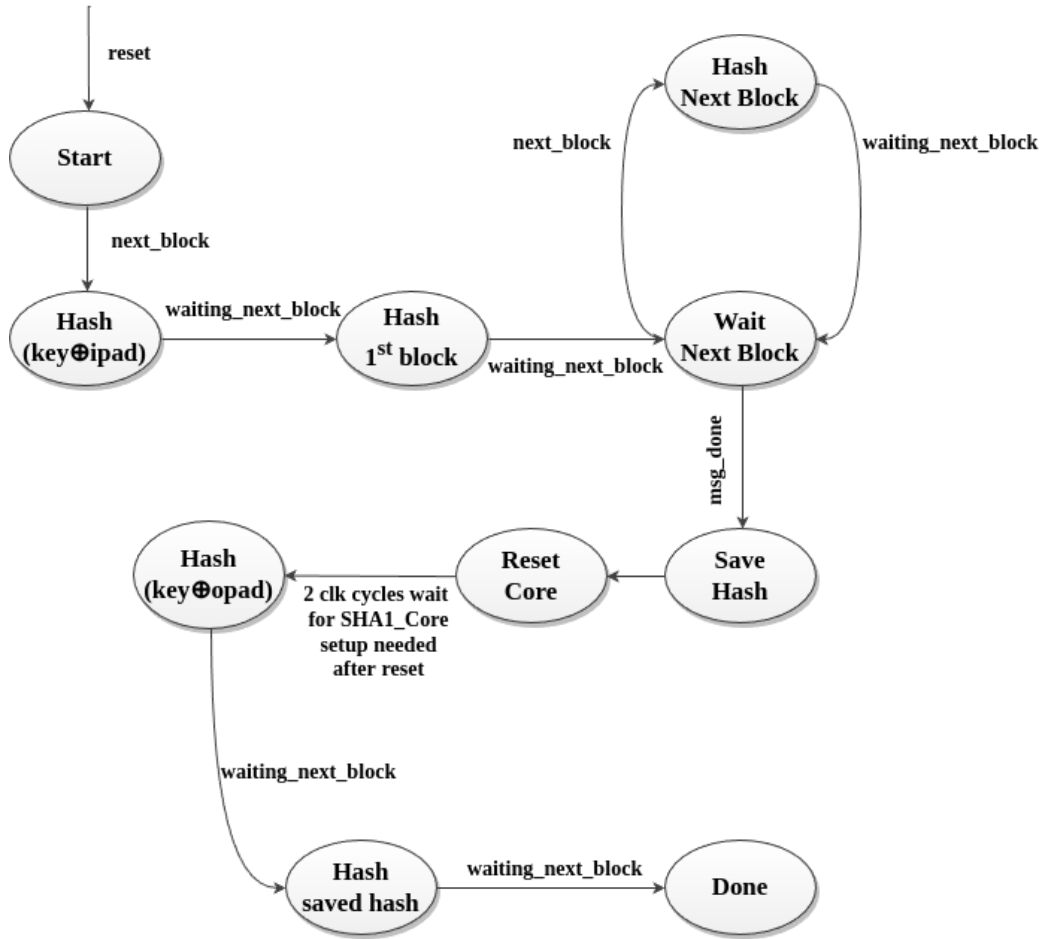 reset
Hash
Next Block
next_block
waiting_next_block
Start
next_block
Hash
(key⊕ipad)
waiting_next_block
Hash
1st block
waiting_next_block
Wait
Next Block
msg_done
Hash
(key⊕opad)
2 clk cycles wait
for SHA1_Core
setup needed
after reset
Reset
Core
Save
Hash
waiting_next_block
Hash
saved hash
waiting_next_block
Done